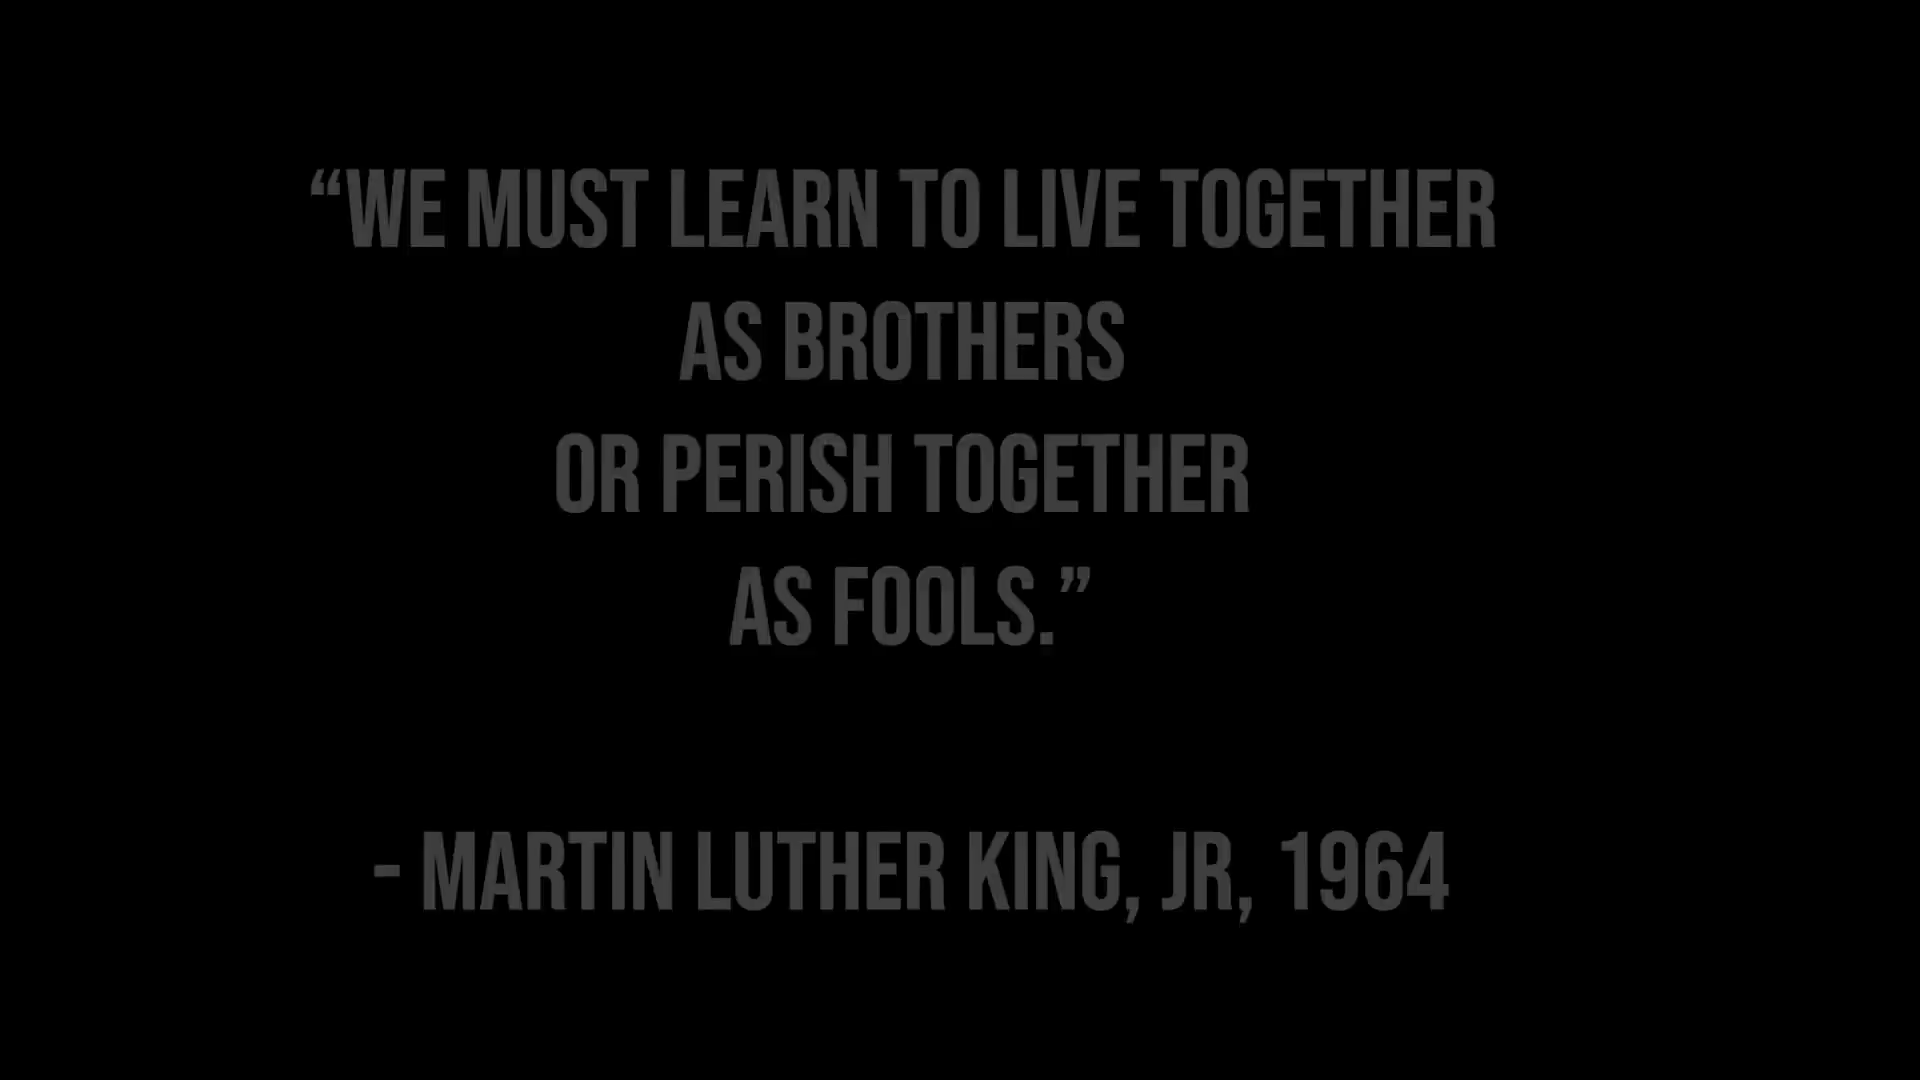 “WE MUST LEARN TO LIVE TOGETHER
AS BROTHERS
OR PERISH TOGETHER
AS FOOLS.”
- MARTIN LUTHER KING, JR, 1964